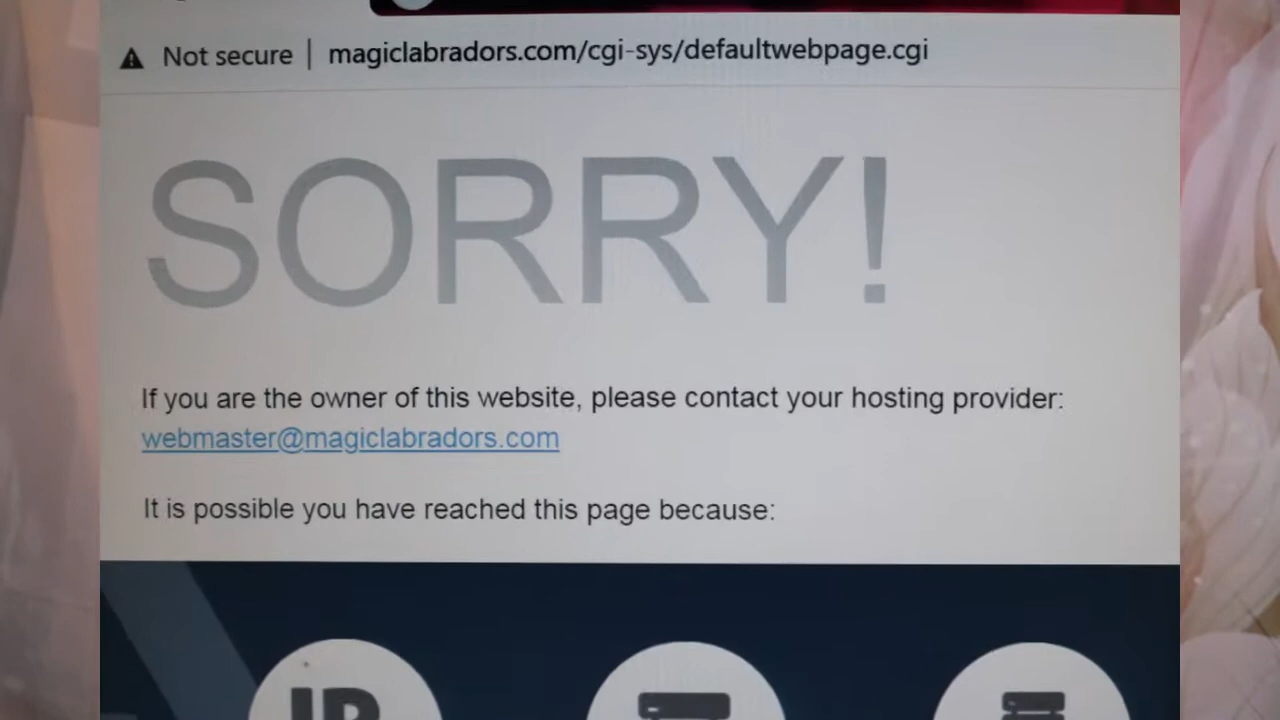 Not secure | magiclabradors.com/cgi-sys/defaultwebpage.cgi
SORRY!
If you are the owner of this website, please contact your hosting provider:
webmaster@magiclabradors.com
It is possible you have reached this page because:
IP